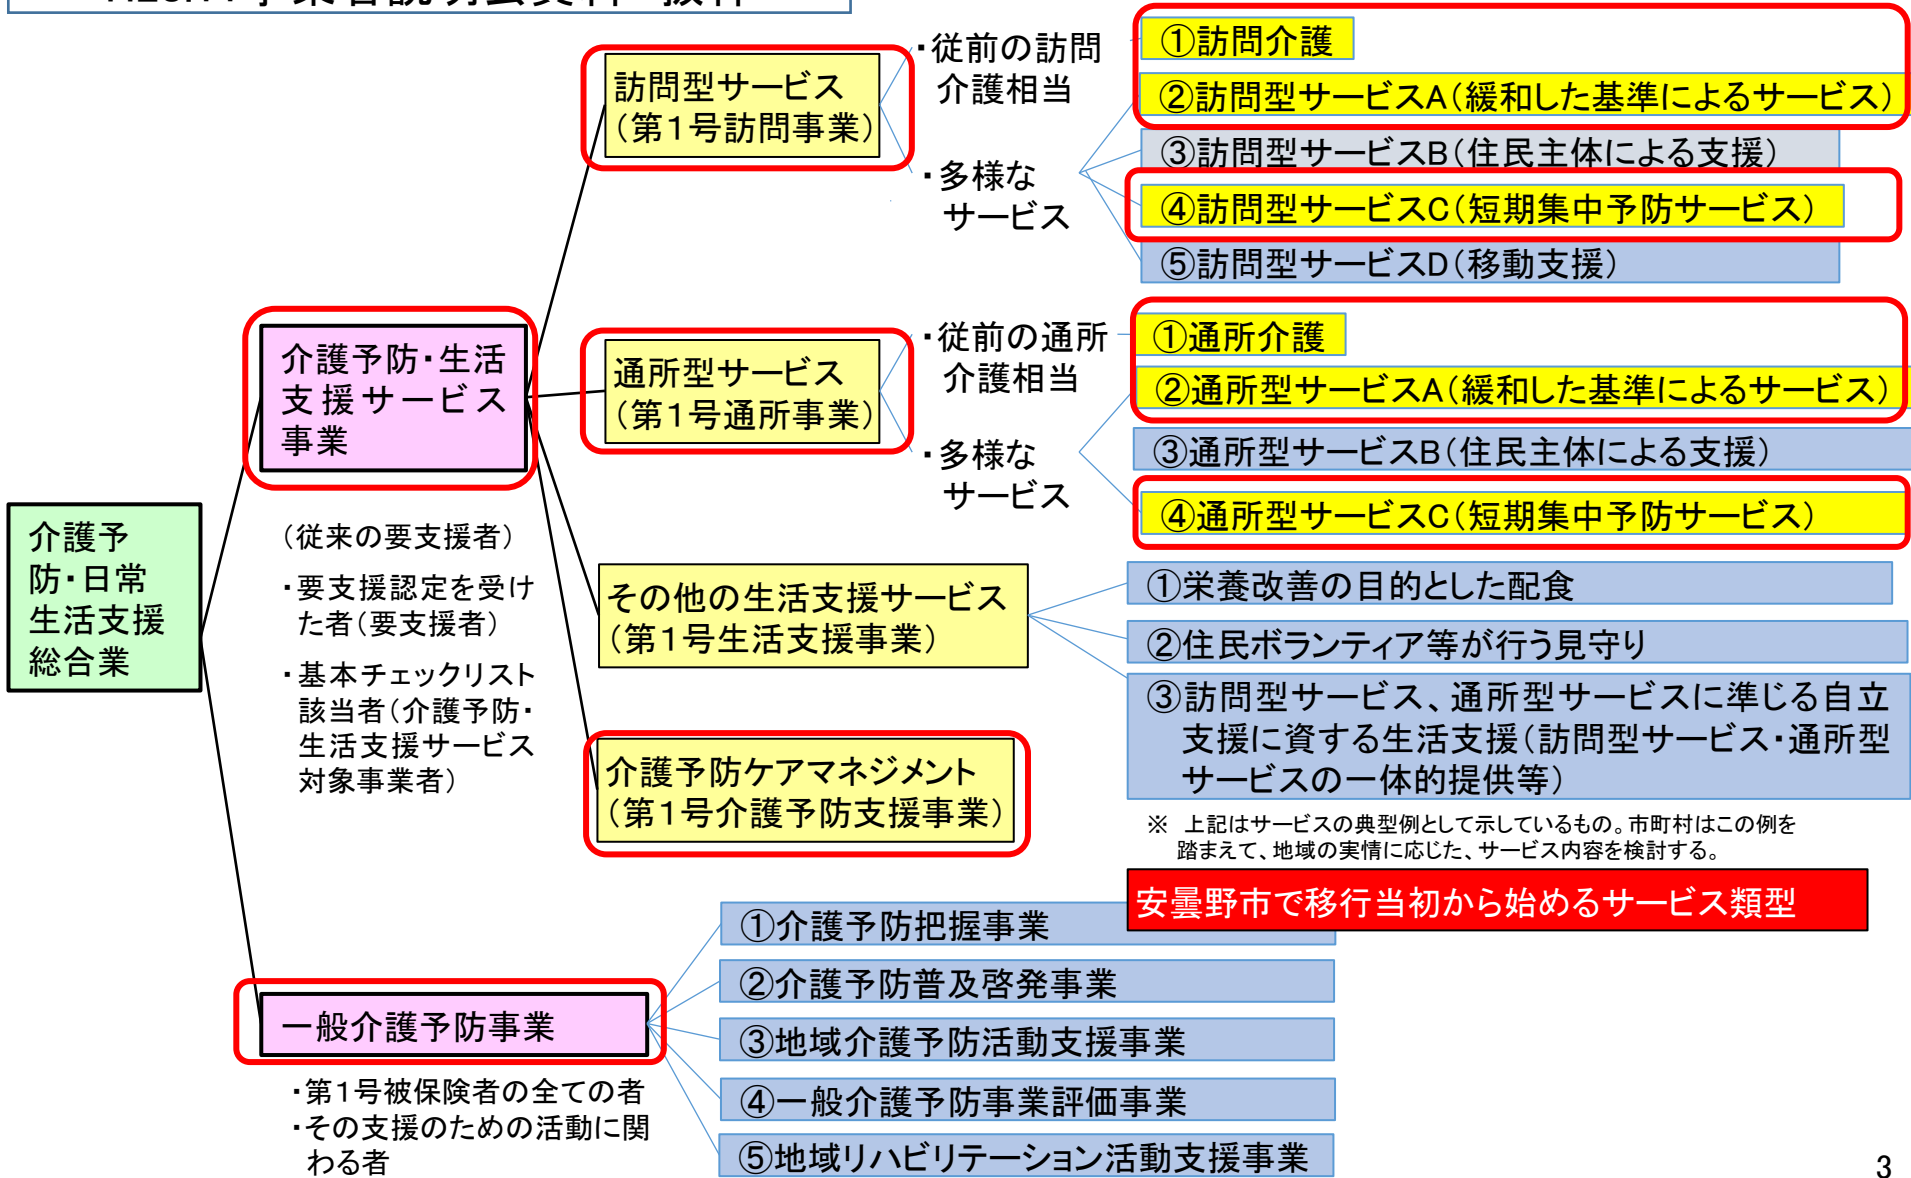 事業者説明会資料 抜粋
訪問型サービス
（第1号訪問事業）
・従前の訪問
介護相当
・多様な
サービス
①訪問介護
②訪問型サービスA（緩和した基準によるサービス）
③訪問型サービスB（住民主体による支援）
④訪問型サービスC（短期集中予防サービス）
⑤訪問型サービスD（移動支援）
介護予防・生活
支援サービス
事業
通所型サービス
（第1号通所事業）
・従前の通所
介護相当
・多様な
サービス
①通所介護
②通所型サービスA（緩和した基準によるサービス）
③通所型サービスB（住民主体による支援）
④通所型サービスC（短期集中予防サービス）
介護予
防・日常
生活支援
総合業
（従来の要支援者）
・要支援認定を受け
た者（要支援者）
・基本チェックリスト
該当者（介護予防・
生活支援サービス
対象事業者）
その他の生活支援サービス
（第1号生活支援事業）
①栄養改善の目的とした配食
②住民ボランティア等が行う見守り
③訪問型サービス、通所型サービスに準じる自立
支援に資する生活支援（訪問型サービス・通所型
サービスの一体的提供等）
介護予防ケアマネジメント
（第1号介護予防支援事業）
※ 上記はサービスの典型例として示しているもの。市町村はこの例を
踏まえて、地域の実情に応じた、サービス内容を検討する。
安曇野市で移行当初から始めるサービス類型
一般介護予防事業
・第1号被保険者の全ての者
・その支援のための活動に関
わる者
①介護予防把握事業
②介護予防普及啓発事業
③地域介護予防活動支援事業
④一般介護予防事業評価事業
⑤地域リハビリテーション活動支援事業
3